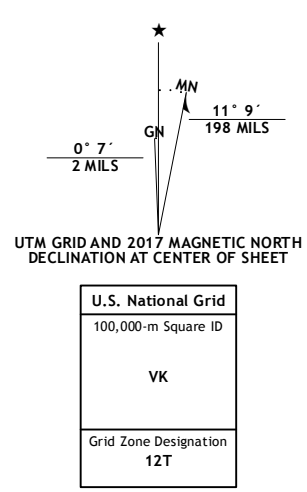 ★
MN
GN
11° 9´
198 MILS
0° 7´
2 MILS
UTM GRID AND 2017 MAGNETIC NORTH
DECLINATION AT CENTER OF SHEET
U.S. National Grid
100,000-m Square ID
VK
Grid Zone Designation
12T